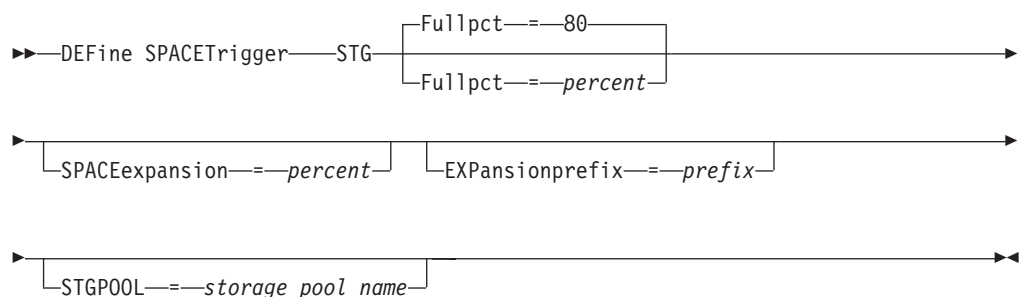 Fullpct = 80
DEFine SPACETrigger STG
Fullpct = percent
SPACEexpansion = percent EXPansionprefix = prefix
STGPOOL = storage pool name